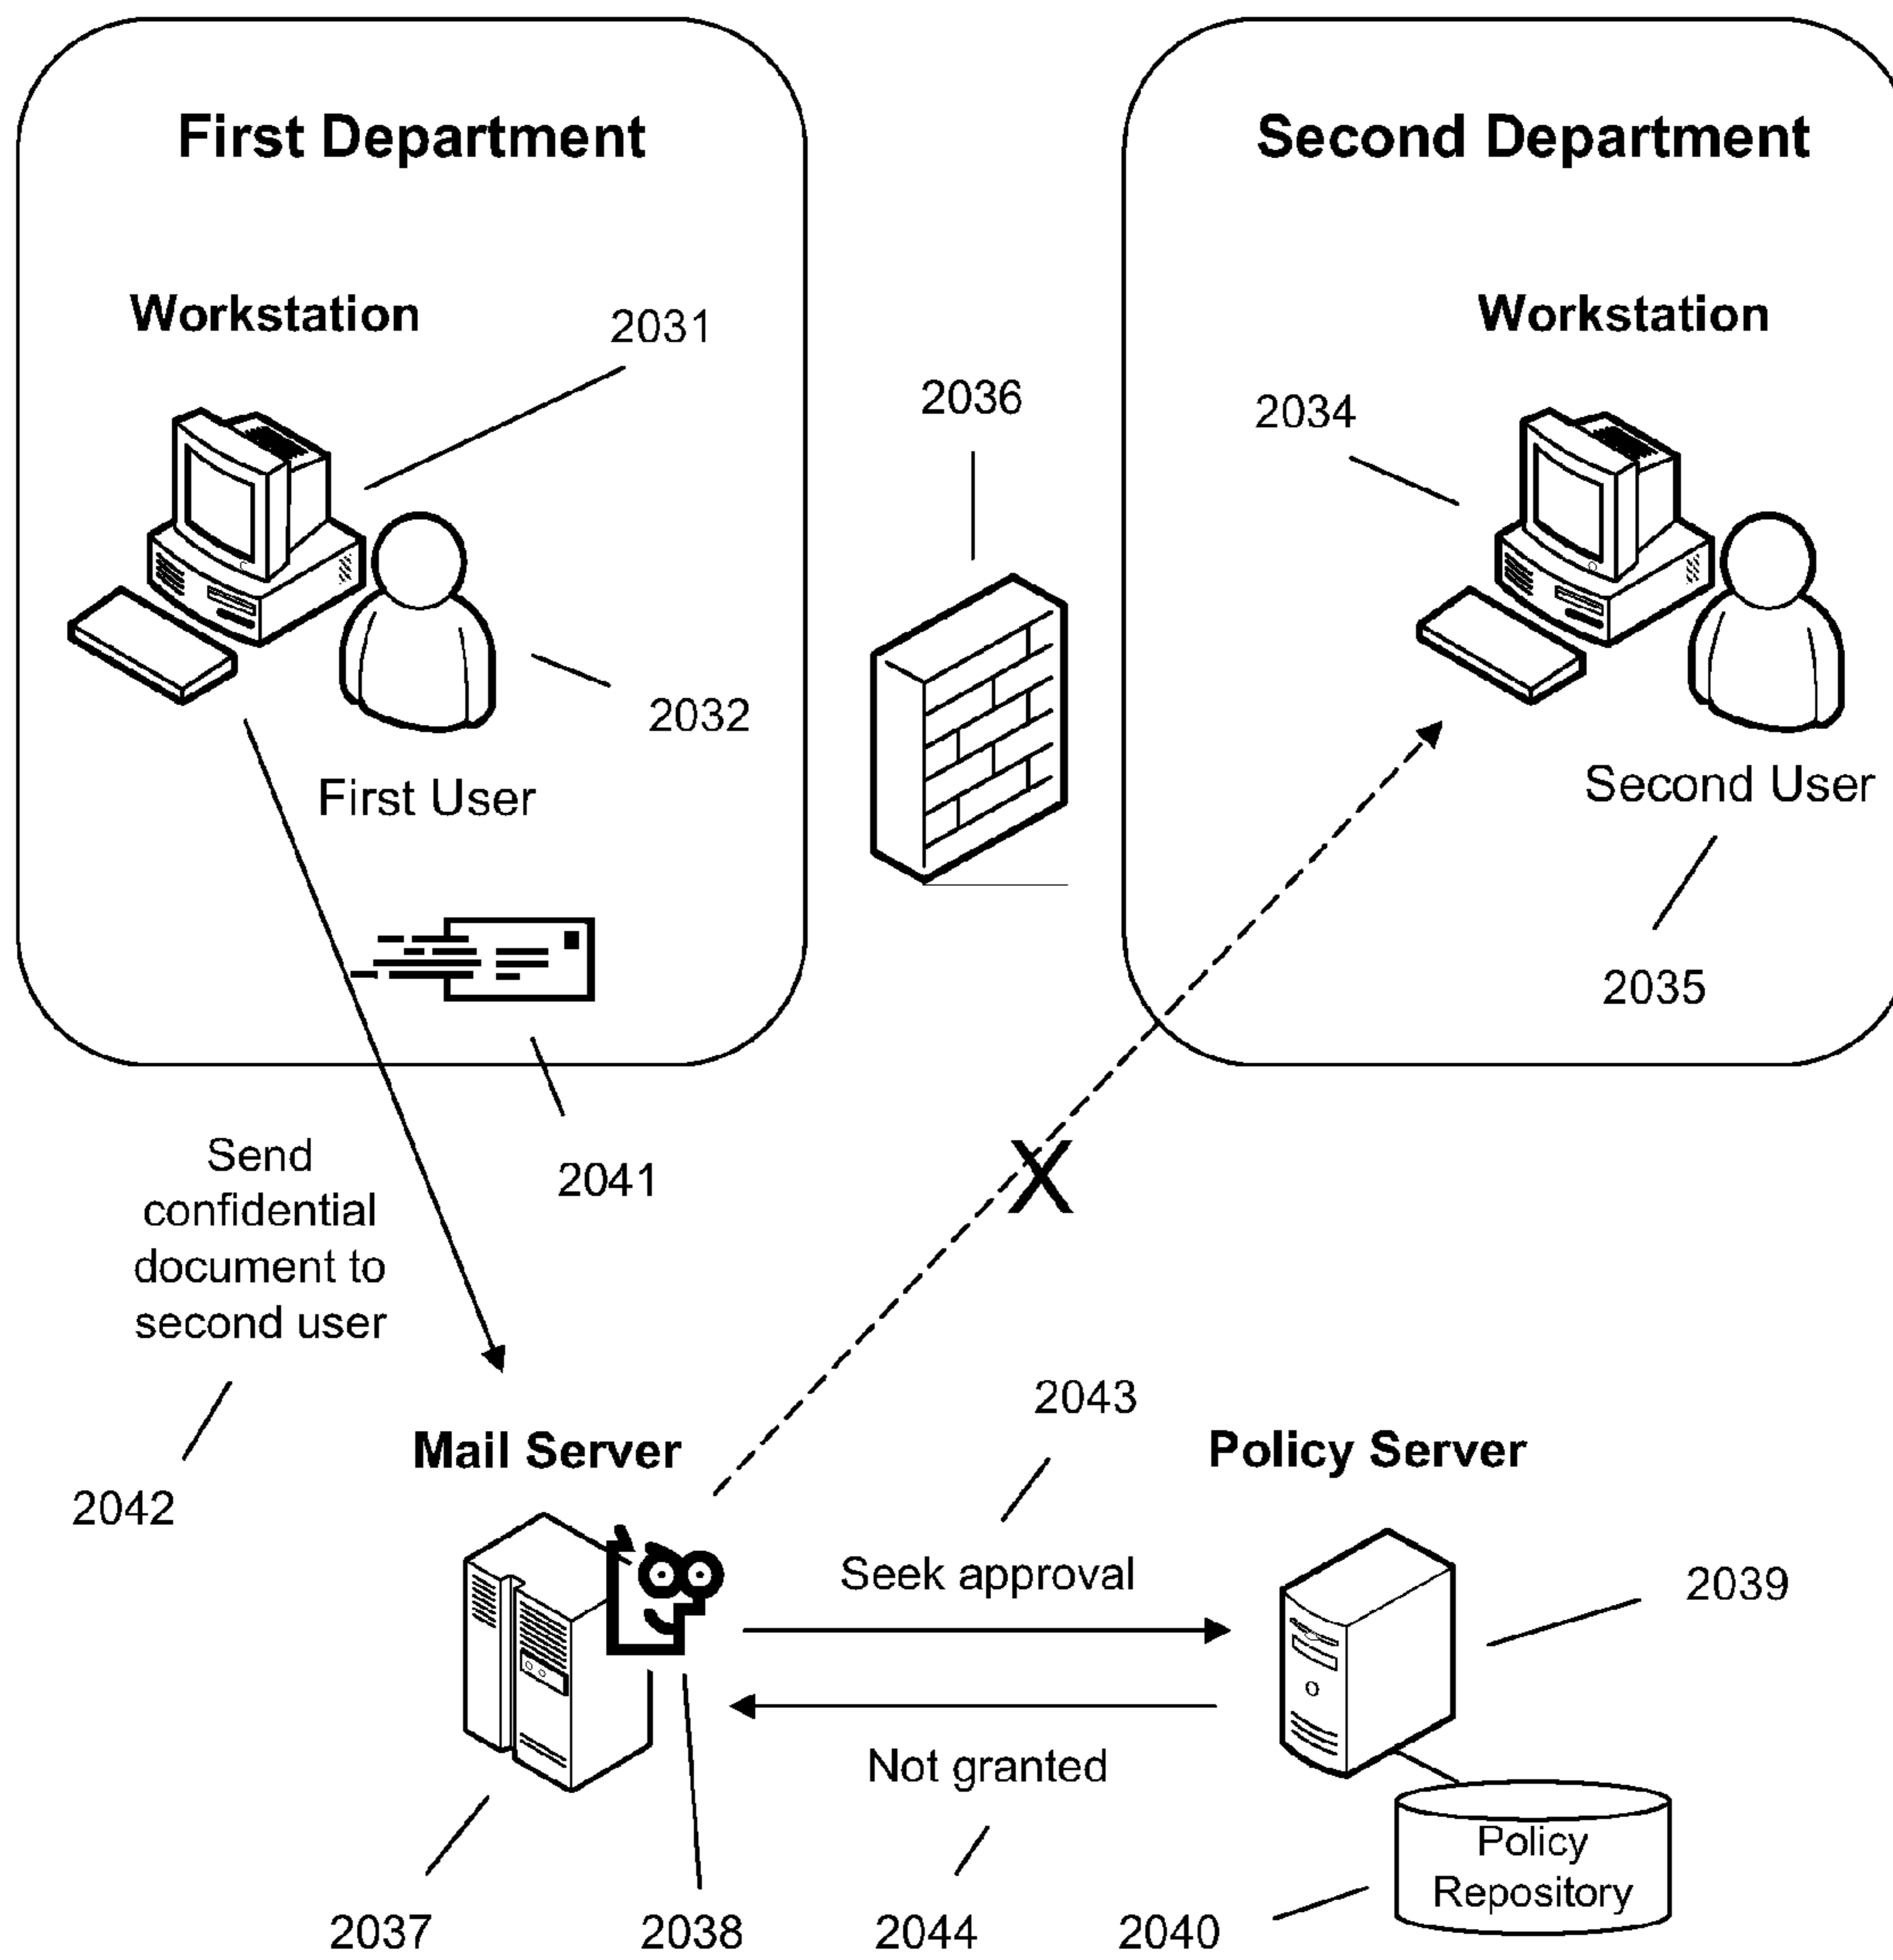 First Department
Second Department
Workstation
2031
Workstation
2036
2034
2032
First User
Second User
2035
2041
Send
confidential
document to
second user
2043
Mail Server
Policy Server
2042
Seek approval
2039
Not granted
Policy
Repository
2037
2038
2044
2040
X